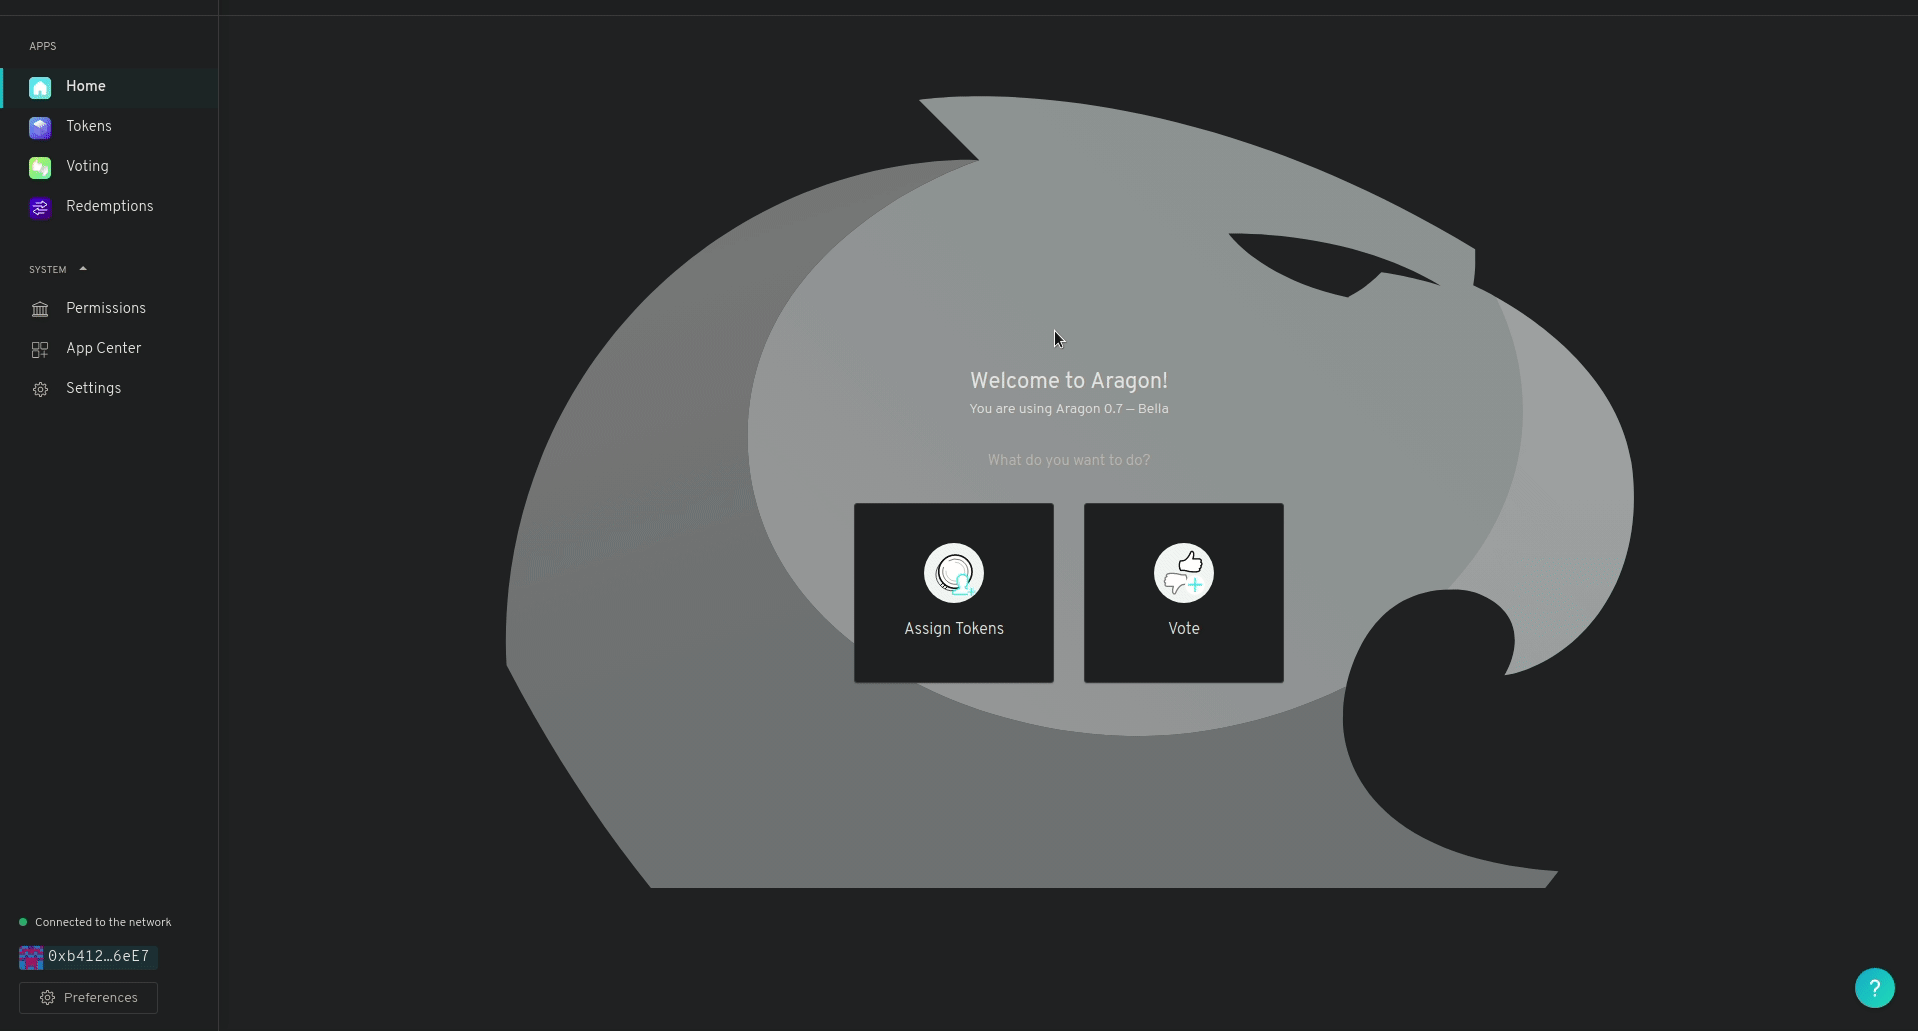 APPS
Home
Tokens
Voting
Redemptions
SYSTEM
Permissions
App Center
Settings
Welcome to Aragon!
You are using Aragon 0.7 – Bella
What do you want to do?
Assign Tokens
Vote
Connected to the network
0xb412…6eE7
Preferences
?